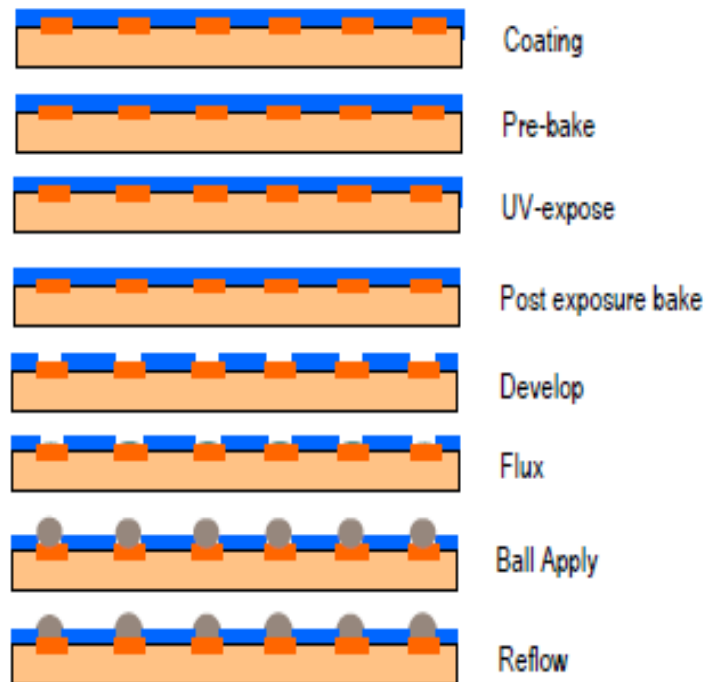 Coating
Pre-bake
UV-expose
Post exposure bake
Develop
Flux
Ball Apply
Reflow